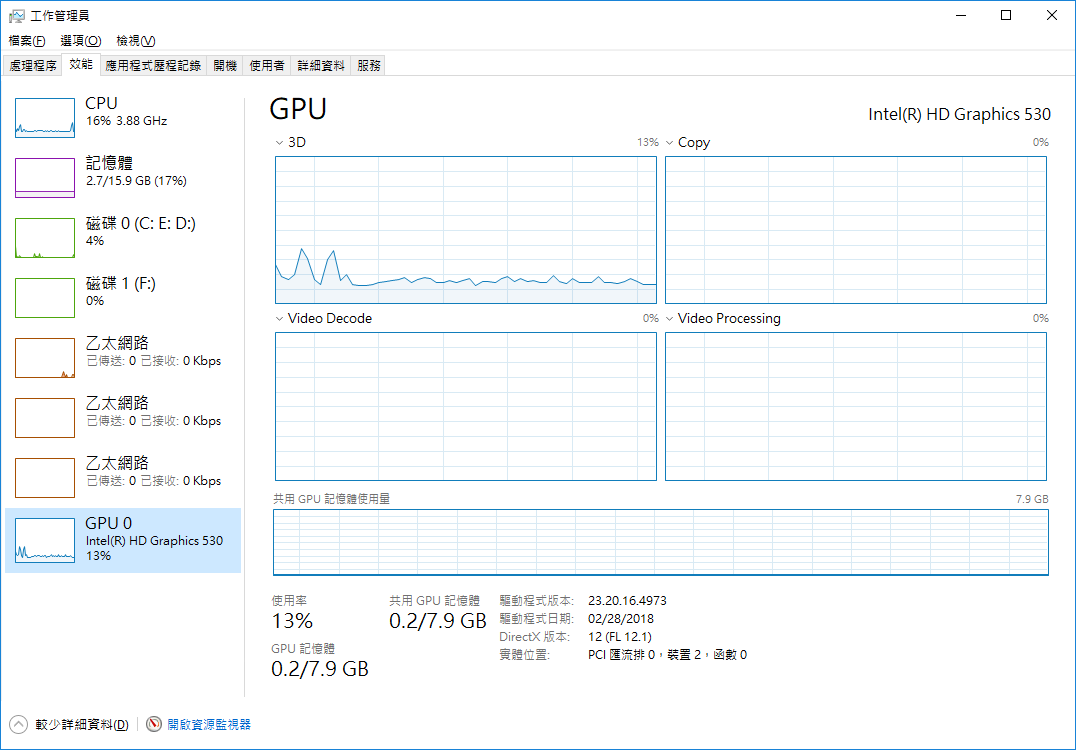 工作管理員
檔案(F) 選項(O) 檢視(V)
處理程序 效能 應用程式歷程記錄 開機 使用者 詳細資料 服務
CPU
16% 3.88 GHz
記憶體
2.7/15.9 GB (17%)
磁碟 0 (C: E: D:)
4%
磁碟 1 (F:)
0%
乙太網路
已傳送: 0 已接收: 0 Kbps
乙太網路
已傳送: 0 已接收: 0 Kbps
乙太網路
已傳送: 0 已接收: 0 Kbps
GPU 0
Intel(R) HD Graphics 530
13%
GPU
Intel(R) HD Graphics 530
3D 13%
Copy 0%
Video Decode 0%
Video Processing 0%
共用 GPU 記憶體使用量 7.9 GB
使用率
13%
共用 GPU 記憶體
0.2/7.9 GB
GPU 記憶體
0.2/7.9 GB
驅動程式版本: 23.20.16.4973
驅動程式日期: 02/28/2018
DirectX 版本: 12 (FL 12.1)
實體位置: PCI 匯流排 0，裝置 2，函數 0
較少詳細資料(D)
開啟資源監視器